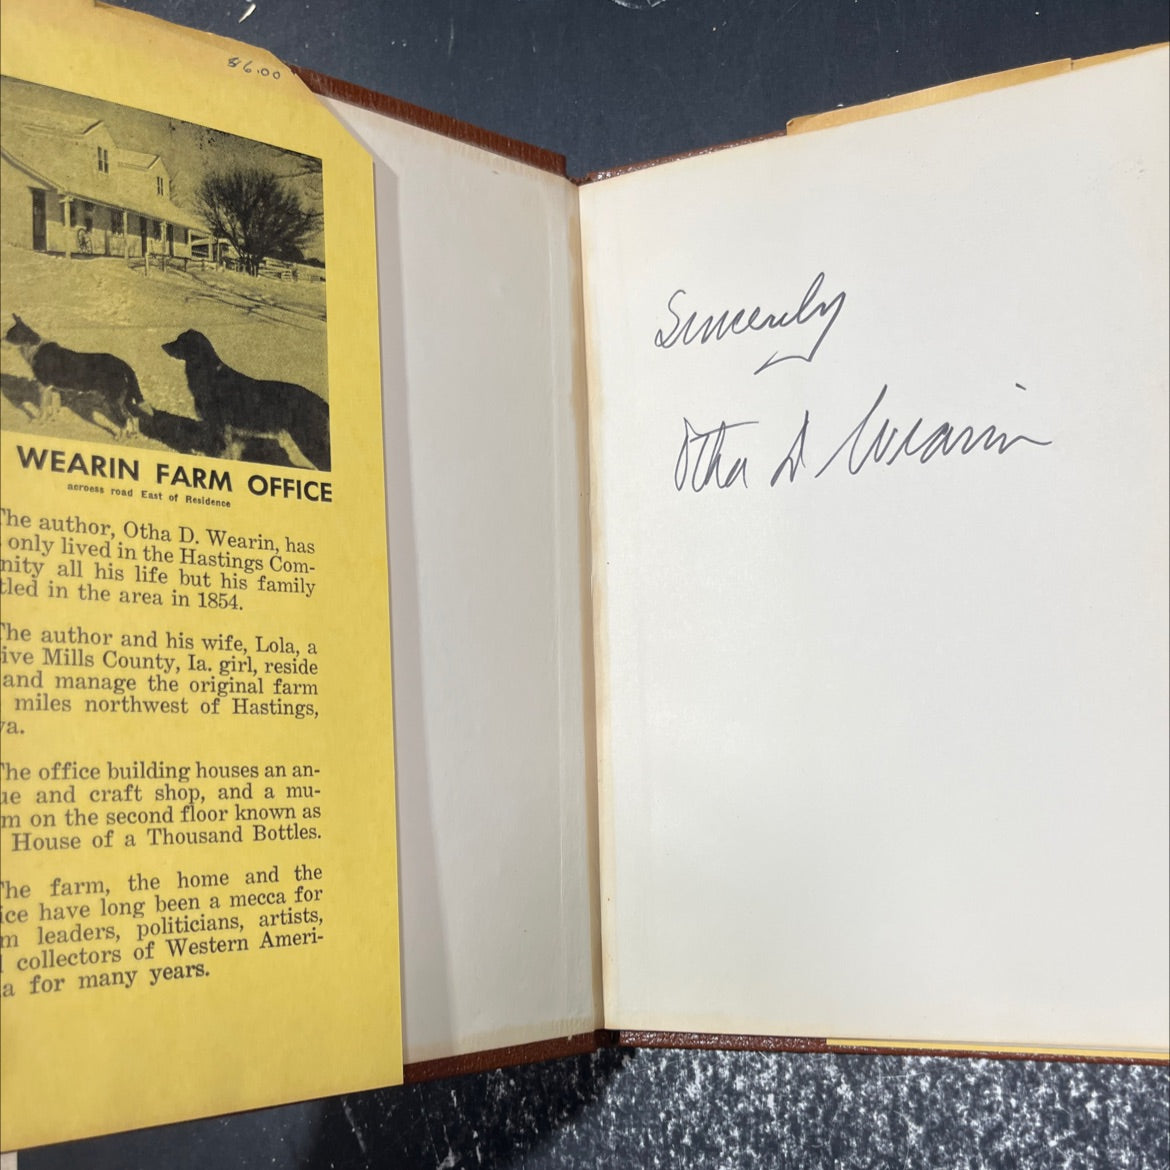 $6.00
WEARIN FARM OFFICE
acroess road East of Residence
The author, Otha D. Wearin, has
only lived in the Hastings Com-
nity all his life but his family
tled in the area in 1854.
The author and his wife, Lola, a
ive Mills County, Ia. girl, reside
and manage the original farm
miles northwest of Hastings,
va.
The office building houses an an-
ue and craft shop, and a mu-
m on the second floor known as
House of a Thousand Bottles.
The farm, the home and the
ice have long been a mecca for
m leaders, politicians, artists,
collectors of Western Ameri-
a for many years.
Sincerely
Otha D Wearin